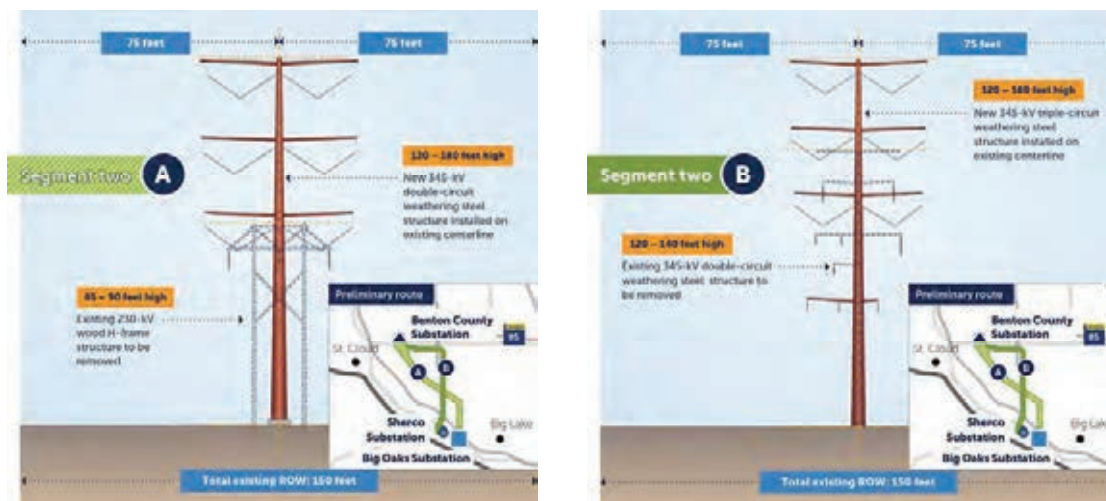 75 feet
75 feet
Segment two
A
120 – 180 feet high
New 345-kV
double-circuit
weathering steel
structure installed on
existing centerline
85 – 90 feet high
Existing 230-kV
wood H-frame
structure to be
removed
Preliminary route
Benton County
Substation
St. Cloud
A
B
Sherco
Substation
Big Lake
Big Oaks Substation
Total existing ROW: 150 feet
75 feet
75 feet
120 – 180 feet high
New 345-kV triple-circuit
weathering steel
structure installed on
existing centerline
Segment two
B
120 – 140 feet high
Existing 345-kV double-circuit
weathering steel structure to
be removed
Preliminary route
Benton County
Substation
St. Cloud
A
B
Sherco
Substation
Big Lake
Big Oaks Substation
Total existing ROW: 150 feet